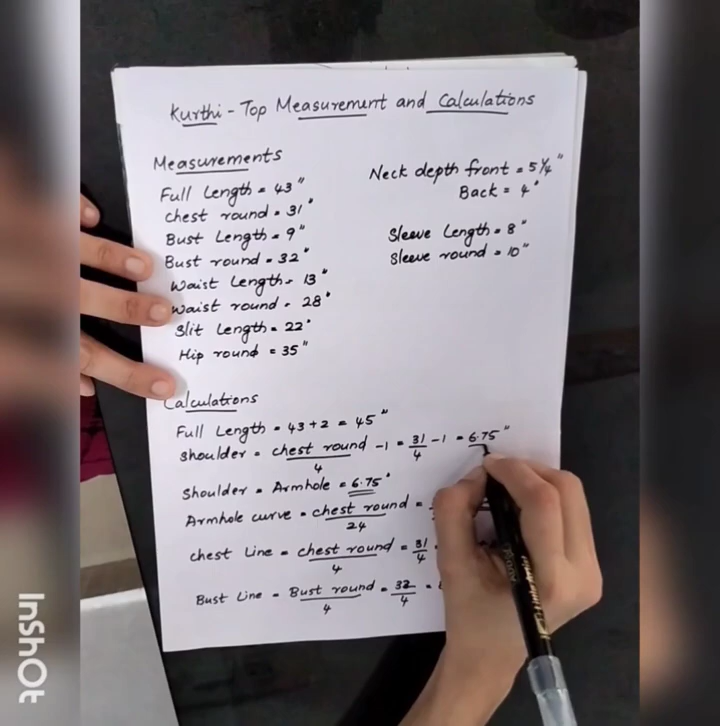 Kurthi - Top Measurement and Calculations
Measurements
Full Length = 43"
chest round = 31"
Bust Length = 9"
Bust round = 32"
Waist Length = 13"
Waist round = 28"
Slit Length = 22"
Hip round = 35"
Neck depth front = 5 1/4"
Back = 4"
Sleeve Length = 8"
Sleeve round = 10"
Calculations
Full Length = 43+2 = 45"
shoulder = chest round/4 -1 = 31/4 -1 = 6.75"
Shoulder = Armhole = 6.75"
Armhole curve = chest round/24 =
chest Line = chest round/4 = 31/4
Bust Line = Bust round/4 = 32/4 =
InShOt